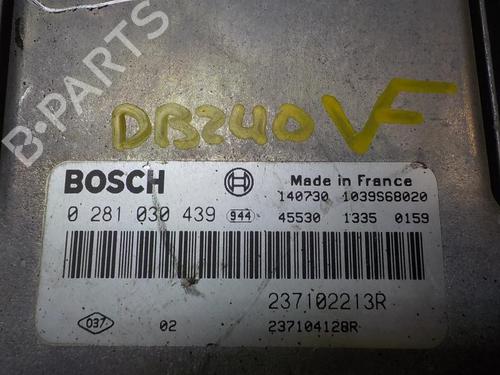 B-PARTS
DB240 VF
BOSCH Made in France
140730 1039S68020
0 281 030 439 944 45530 1335 0159
237102213R
037 02 237104128R